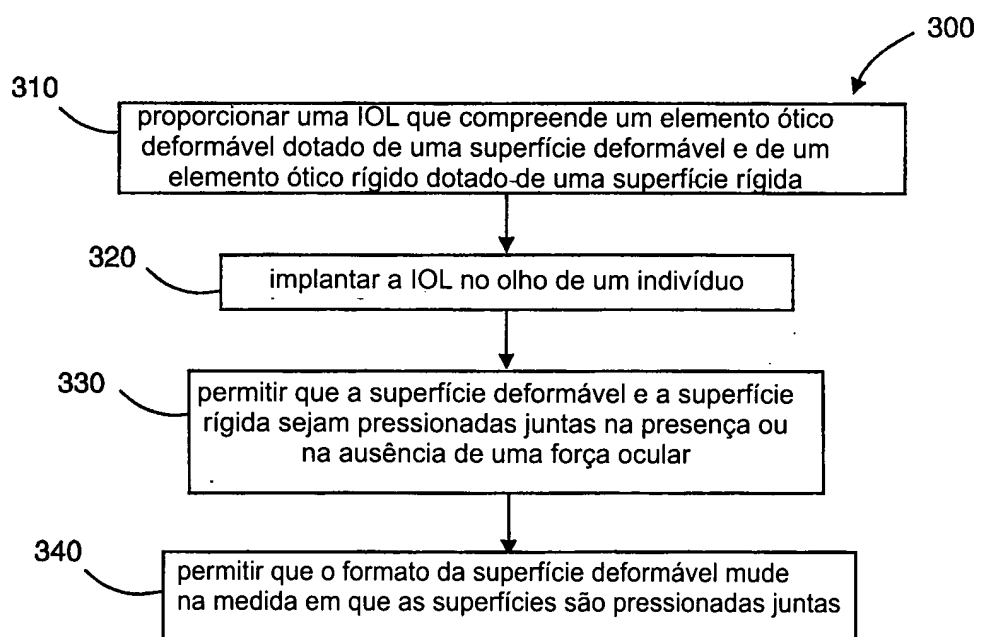 300
310
proporcionar uma IOL que compreende um elemento ótico
deformável dotado de uma superfície deformável e de um
elemento ótico rígido dotado de uma superfície rígida
320
implantar a IOL no olho de um indivíduo
330
permitir que a superfície deformável e a superfície
rígida sejam pressionadas juntas na presença ou
na ausência de uma força ocular
340
permitir que o formato da superfície deformável mude
na medida em que as superfícies são pressionadas juntas